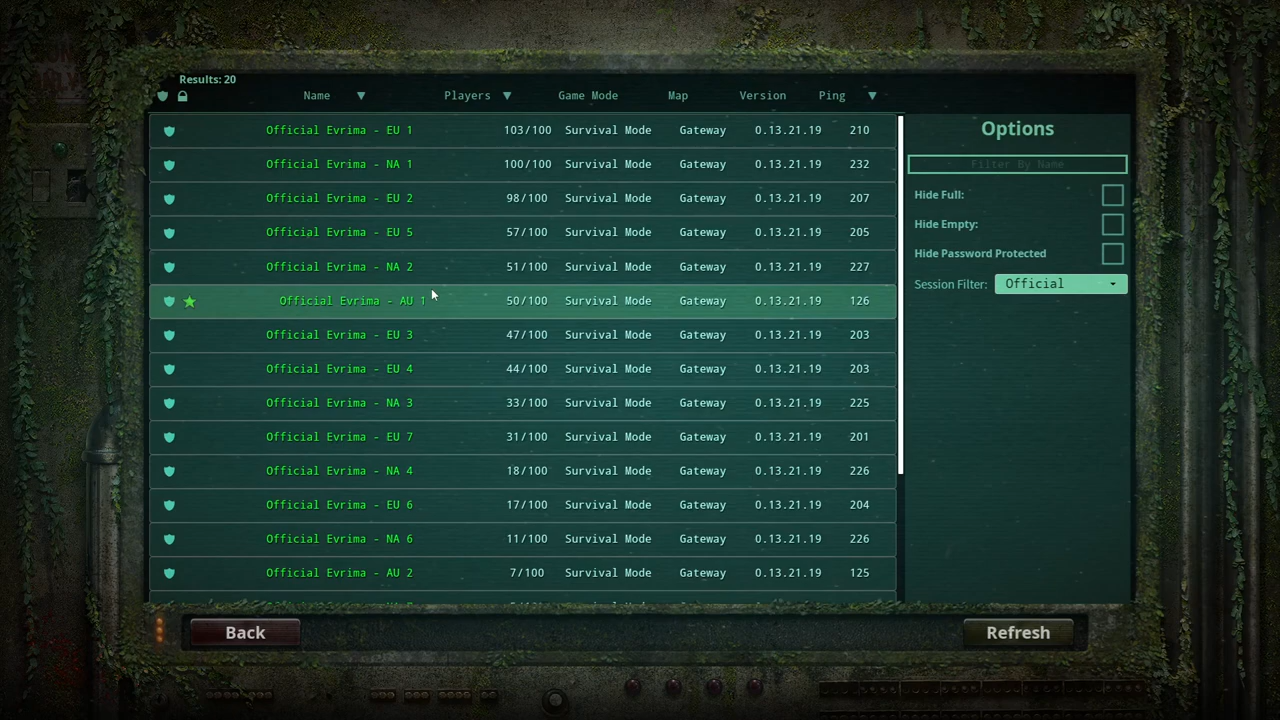 Results: 20
Name Players Game Mode Map Version Ping
Official Evrima - EU 1 103/100 Survival Mode Gateway 0.13.21.19 210
Official Evrima - NA 1 100/100 Survival Mode Gateway 0.13.21.19 232
Official Evrima - EU 2 98/100 Survival Mode Gateway 0.13.21.19 207
Official Evrima - EU 5 57/100 Survival Mode Gateway 0.13.21.19 205
Official Evrima - NA 2 51/100 Survival Mode Gateway 0.13.21.19 227
Official Evrima - AU 1 50/100 Survival Mode Gateway 0.13.21.19 126
Official Evrima - EU 3 47/100 Survival Mode Gateway 0.13.21.19 203
Official Evrima - EU 4 44/100 Survival Mode Gateway 0.13.21.19 203
Official Evrima - NA 3 33/100 Survival Mode Gateway 0.13.21.19 225
Official Evrima - EU 7 31/100 Survival Mode Gateway 0.13.21.19 201
Official Evrima - NA 4 18/100 Survival Mode Gateway 0.13.21.19 226
Official Evrima - EU 6 17/100 Survival Mode Gateway 0.13.21.19 204
Official Evrima - NA 6 11/100 Survival Mode Gateway 0.13.21.19 226
Official Evrima - AU 2 7/100 Survival Mode Gateway 0.13.21.19 125
Options
Filter By Name
Hide Full:
Hide Empty:
Hide Password Protected
Session Filter: Official
Back
Refresh